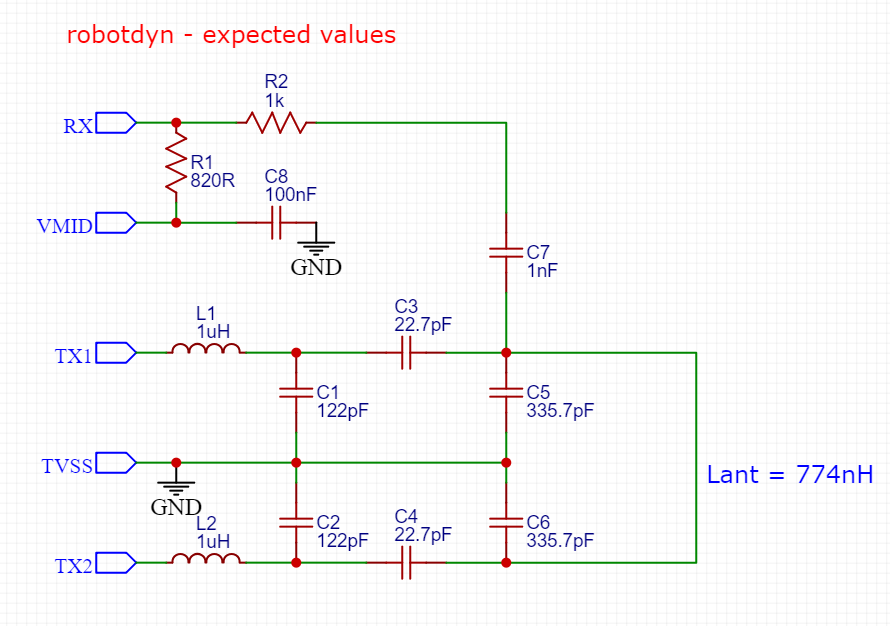 robotdyn - expected values
R2
1k
RX
R1
820R
C8
100nF
VMID
GND
C7
1nF
L1
1uH
C3
22.7pF
TX1
C1
122pF
C5
335.7pF
TVSS
Lant = 774nH
GND
L2
1uH
C2
122pF
C4
22.7pF
C6
335.7pF
TX2